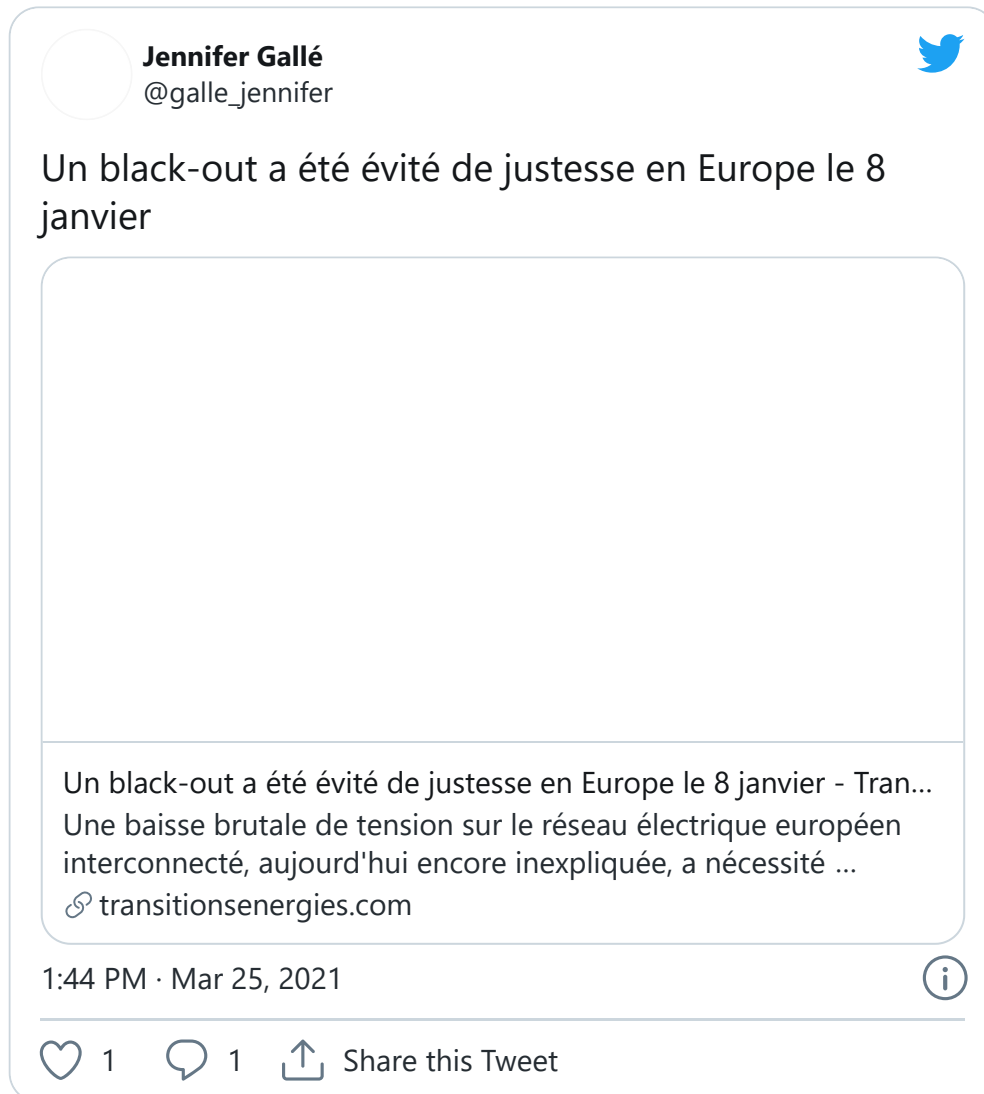 Jennifer Gallé
@galle_jennifer
Un black-out a été évité de justesse en Europe le 8
janvier
Un black-out a été évité de justesse en Europe le 8 janvier - Tran...
Une baisse brutale de tension sur le réseau électrique européen
interconnecté, aujourd'hui encore inexpliquée, a nécessité ...
transitionsenergies.com
1:44 PM · Mar 25, 2021
1 1 Share this Tweet